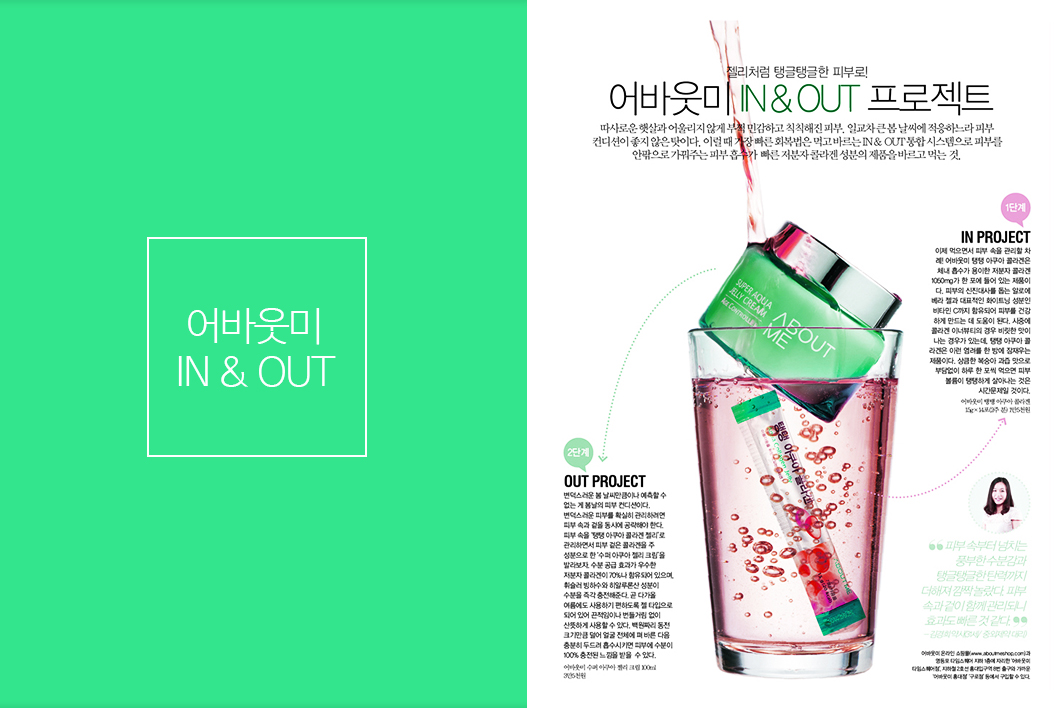 어바웃미
IN & OUT
젤리처럼 탱글탱글한 피부로!
어바웃미 IN & OUT 프로젝트
따사로운 햇살과 어울리지 않게 부쩍 민감하고 칙칙해진 피부. 일교차 큰 봄 날씨에 적응하느라 피부
컨디션이 좋지 않은 탓이다. 이럴 때 가장 빠른 회복법은 먹고 바르는 IN & OUT 통합 시스템으로 피부를
안팎으로 가꿔주는 피부 흡수가 빠른 저분자 콜라겐 성분의 제품을 바르고 먹는 것.
1단계
IN PROJECT
이제 먹으면서 피부 속을 관리할 차
례! 어바웃미 탱탱 아쿠아 콜라겐은
체내 흡수가 용이한 저분자 콜라겐
1050mg가 한 포에 들어 있는 제품이
다. 피부의 신진대사를 돕는 알로에
베라 겔과 대표적인 화이트닝 성분인
비타민 C까지 함유되어 피부를 건강
하게 만드는 데 도움이 된다. 시중에
콜라겐 이너뷰티의 경우 비릿한 맛이
나는 경우가 있는데, 탱탱 아쿠아 콜
라겐은 이런 염려를 한 방에 잠재우는
제품이다. 상큼한 복숭아 과즙 맛으로
부담없이 하루 한 포씩 먹으면 피부
볼륨이 탱탱하게 살아나는 것은
시간문제일 것이다.
어바웃미 탱탱 아쿠아 콜라겐
15g×14포(2주 분) 1만5천원
SUPER AQUA
JELLY CREAM
AC CONTROLLER
ABOUT
ME
탱탱 아쿠아 콜라겐
2단계
OUT PROJECT
변덕스러운 봄 날씨만큼이나 예측할 수
없는 게 봄날의 피부 컨디션이다.
변덕스러운 피부를 확실히 관리하려면
피부 속과 겉을 동시에 공략해야 한다.
피부 속을 '탱탱 아쿠아 콜라겐 젤리'로
관리하면서 피부 겉은 콜라겐을 주
성분으로 한 '수퍼 아쿠아 젤리 크림'을
발라보자. 수분 공급 효과가 우수한
저분자 콜라겐이 70%나 함유되어 있으며,
휘슬러 빙하수와 히알루론산 성분이
수분을 즉각 충전해준다. 곧 다가올
여름에도 사용하기 편하도록 젤 타입으로
되어 있어 끈적임이나 번들거림 없이
산뜻하게 사용할 수 있다. 백원짜리 동전
크기만큼 덜어 얼굴 전체에 펴 바른 다음
충분히 두드려 흡수시키면 피부에 수분이
100% 충전된 느낌을 받을 수 있다.
어바웃미 수퍼 아쿠아 젤리 크림 100ml
3만5천원
피부 속부터 넘치는
풍부한 수분감과
탱글탱글한 탄력까지
더해져 깜짝 놀랐다. 피부
속과 겉이 함께 관리되니
효과도 빠른 것 같다.
어바웃미 온라인 쇼핑몰(www.aboutmeshop.com)과
영등포 타임스퀘어 지하 1층에 자리한 '어바웃미
타임스퀘어점', 지하철 2호선 홍대입구역 8번 출구와 가까운
'어바웃미 홍대점' '구로점' 등에서 구입할 수 있다.